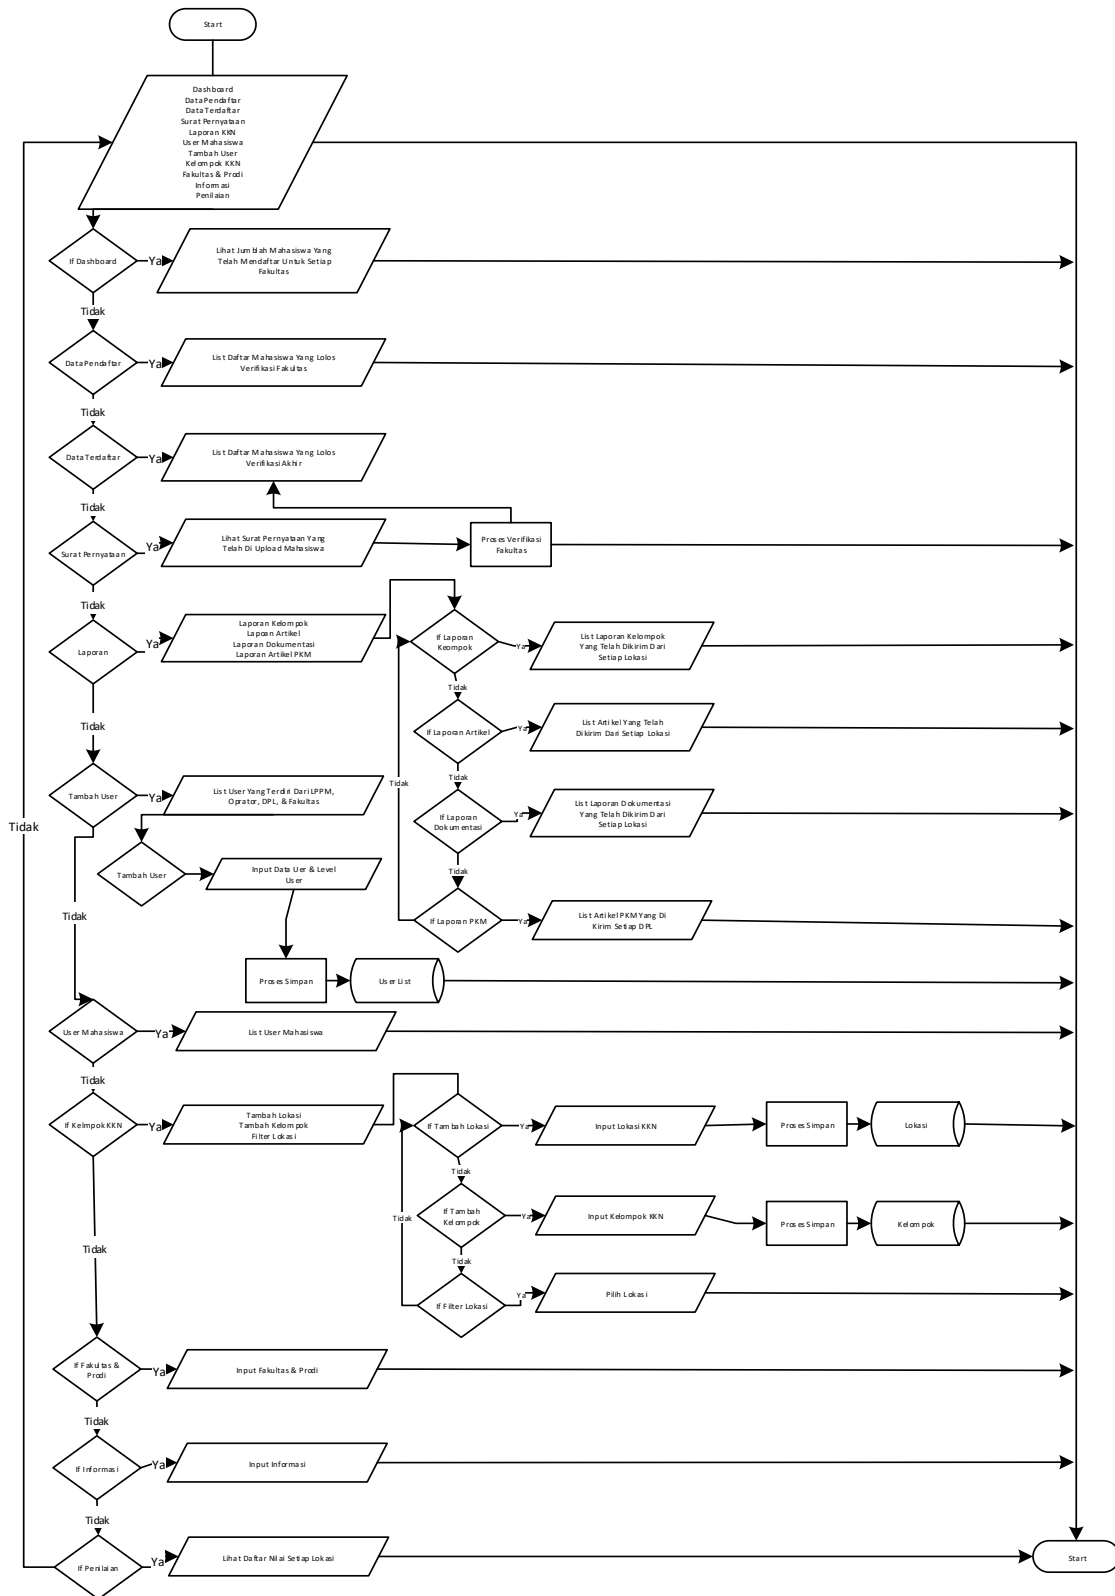 Start
Dashboard
Data Pendaftar
Data Terdaftar
Surat Pernyataan
Laporan KKN
User Mahasiswa
Tambah User
Kelompok KKN
Fakultas & Prodi
Informasi
Penilaian
If Dashboard
Ya
Lihat Jumblah Mahasiswa Yang
Telah Mendaftar Untuk Setiap
Fakultas
Tidak
Data Pendaftar
Ya
List Daftar Mahasiswa Yang Lolos
Verifikasi Fakultas
Tidak
Data Terdaftar
Ya
List Daftar Mahasiswa Yang Lolos
Verifikasi Akhir
Tidak
Surat Pernyataan
Ya
Lihat Surat Pernyataan Yang
Telah Di Upload Mahasiswa
Proses Verifikasi
Fakultas
Tidak
Laporan
Ya
Laporan Kelompok
Lapoan Artikel
Laporan Dokumentasi
Laporan Artikel PKM
If Laporan
Keompok
Ya
List Laporan Kelompok
Yang Telah Dikirim Dari
Setiap Lokasi
Tidak
If Laporan Artikel
Ya
List Artikel Yang Telah
Dikirim Dari Setiap Lokasi
Tidak
If Laporan
Dokumentasi
Ya
List Laporan Dokumentasi
Yang Telah Dikirim Dari
Setiap Lokasi
Tidak
If Laporan PKM
Ya
List Artikel PKM Yang Di
Kirim Setiap DPL
Tidak
Tidak
Tambah User
Ya
List User Yang Terdiri Dari LPPM,
Oprator, DPL, & Fakultas
Tambah User
Input Data Uer & Level
User
Proses Simpan
User List
Tidak
Tidak
User Mahasiswa
Ya
List User Mahasiswa
Tidak
If Kelmpok KKN
Ya
Tambah Lokasi
Tambah Kelompok
Filter Lokasi
If Tambah Lokasi
Ya
Input Lokasi KKN
Proses Simpan
Lokasi
Tidak
If Tambah
Kelompok
Ya
Input Kelompok KKN
Proses Simpan
Kelompok
Tidak
Tidak
If Filter Lokasi
Ya
Pilih Lokasi
Tidak
If Fakultas &
Prodi
Ya
Input Fakultas & Prodi
Tidak
If Informasi
Ya
Input Informasi
Tidak
If Penilaian
Ya
Lihat Daftar Nilai Setiap Lokasi
Start